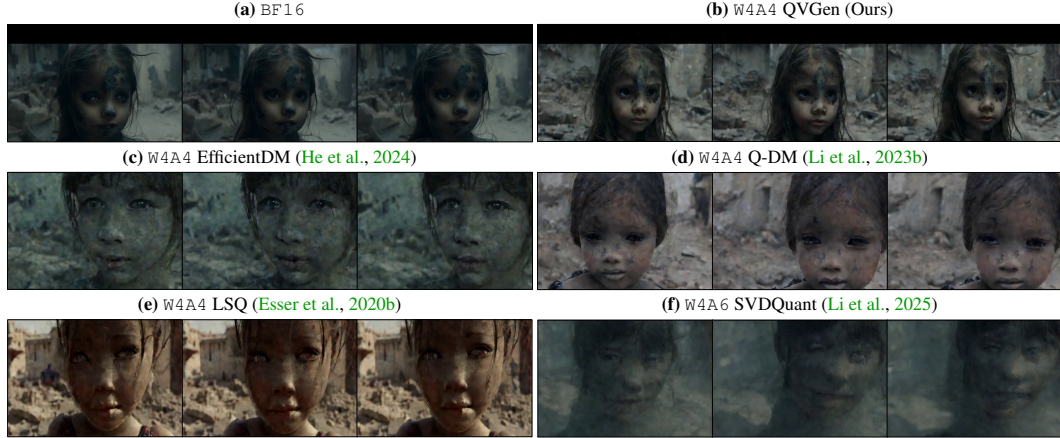 (a) BF16
(b) W4A4 QVGen (Ours)
(c) W4A4 EfficientDM (He et al., 2024)
(d) W4A4 Q-DM (Li et al., 2023b)
(e) W4A4 LSQ (Esser et al., 2020b)
(f) W4A6 SVDQuant (Li et al., 2025)